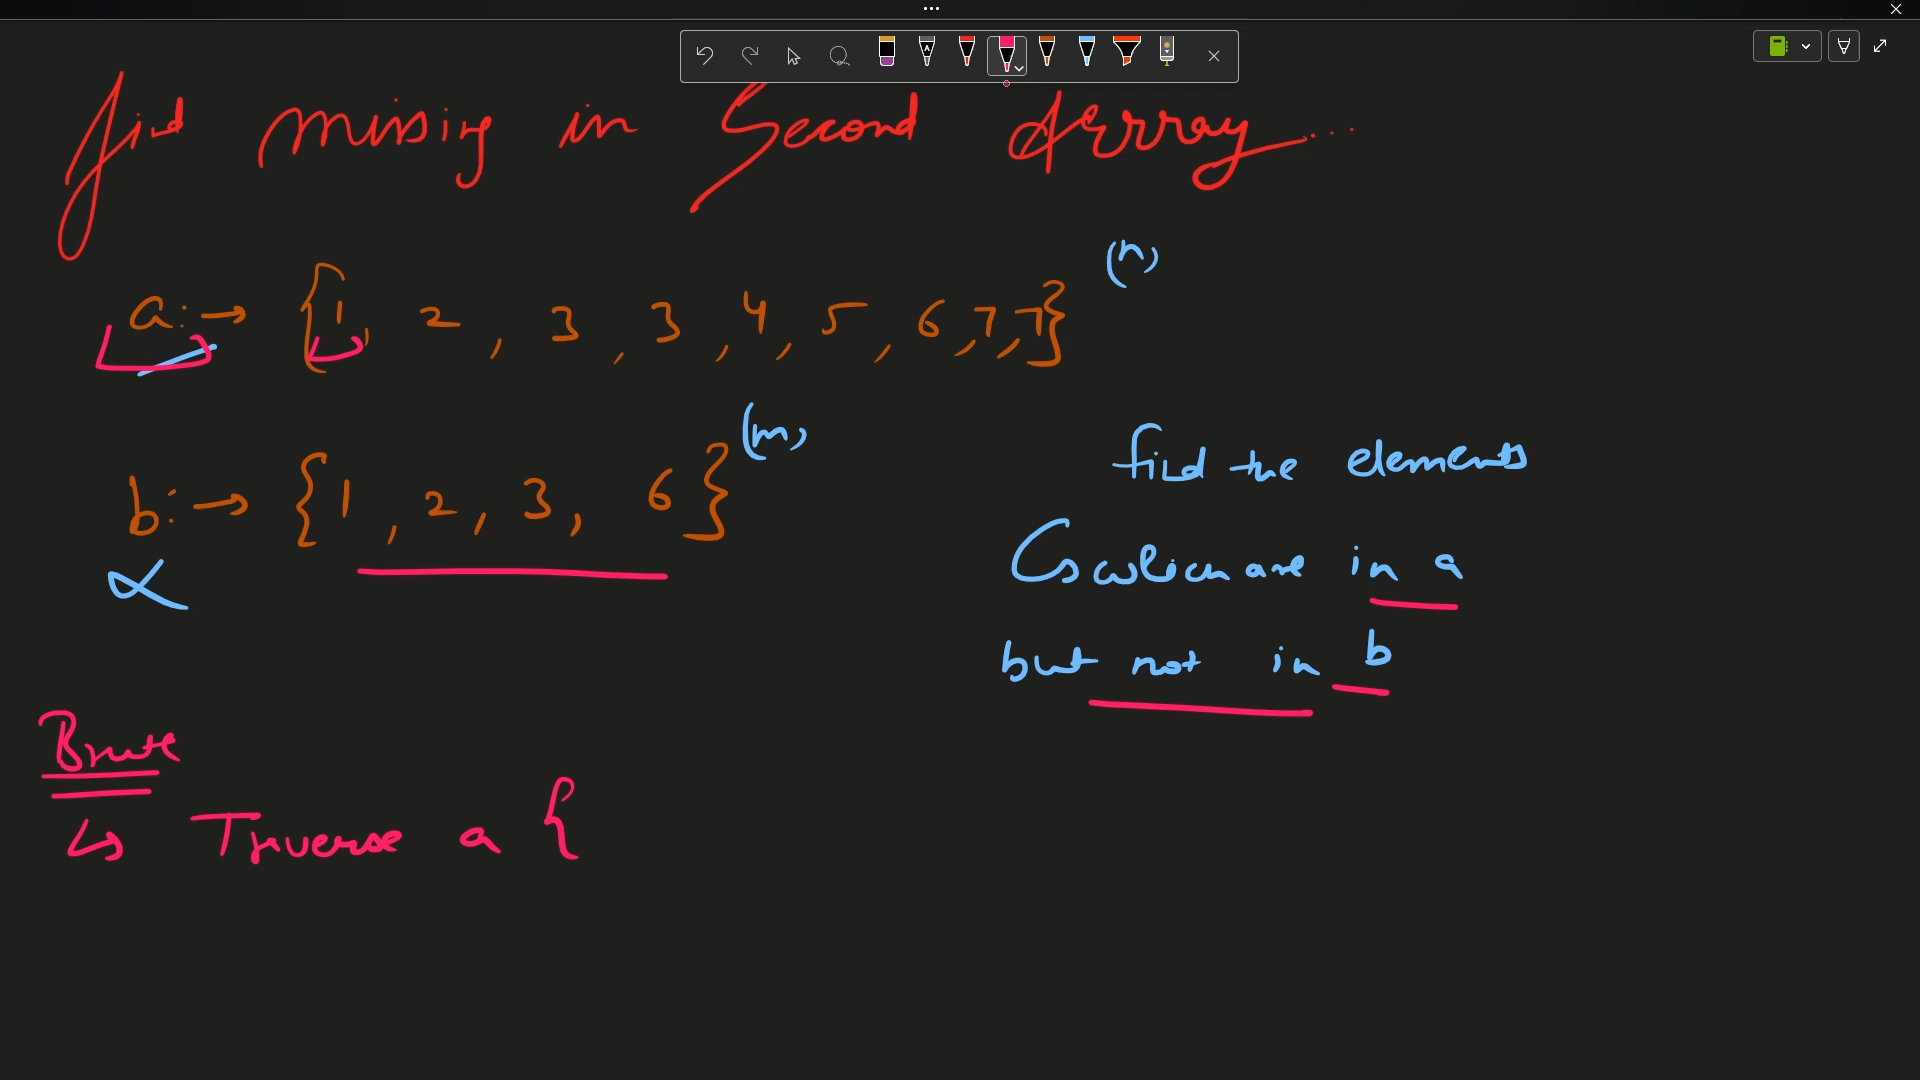 find missing in Second Array....
a: → {1, 2, 3, 3, 4, 5, 6, 7, 7} (n)
b: → {1, 2, 3, 6} (m)
find the elements
which are in a
but not in b
Brute
↳ Traverse a {